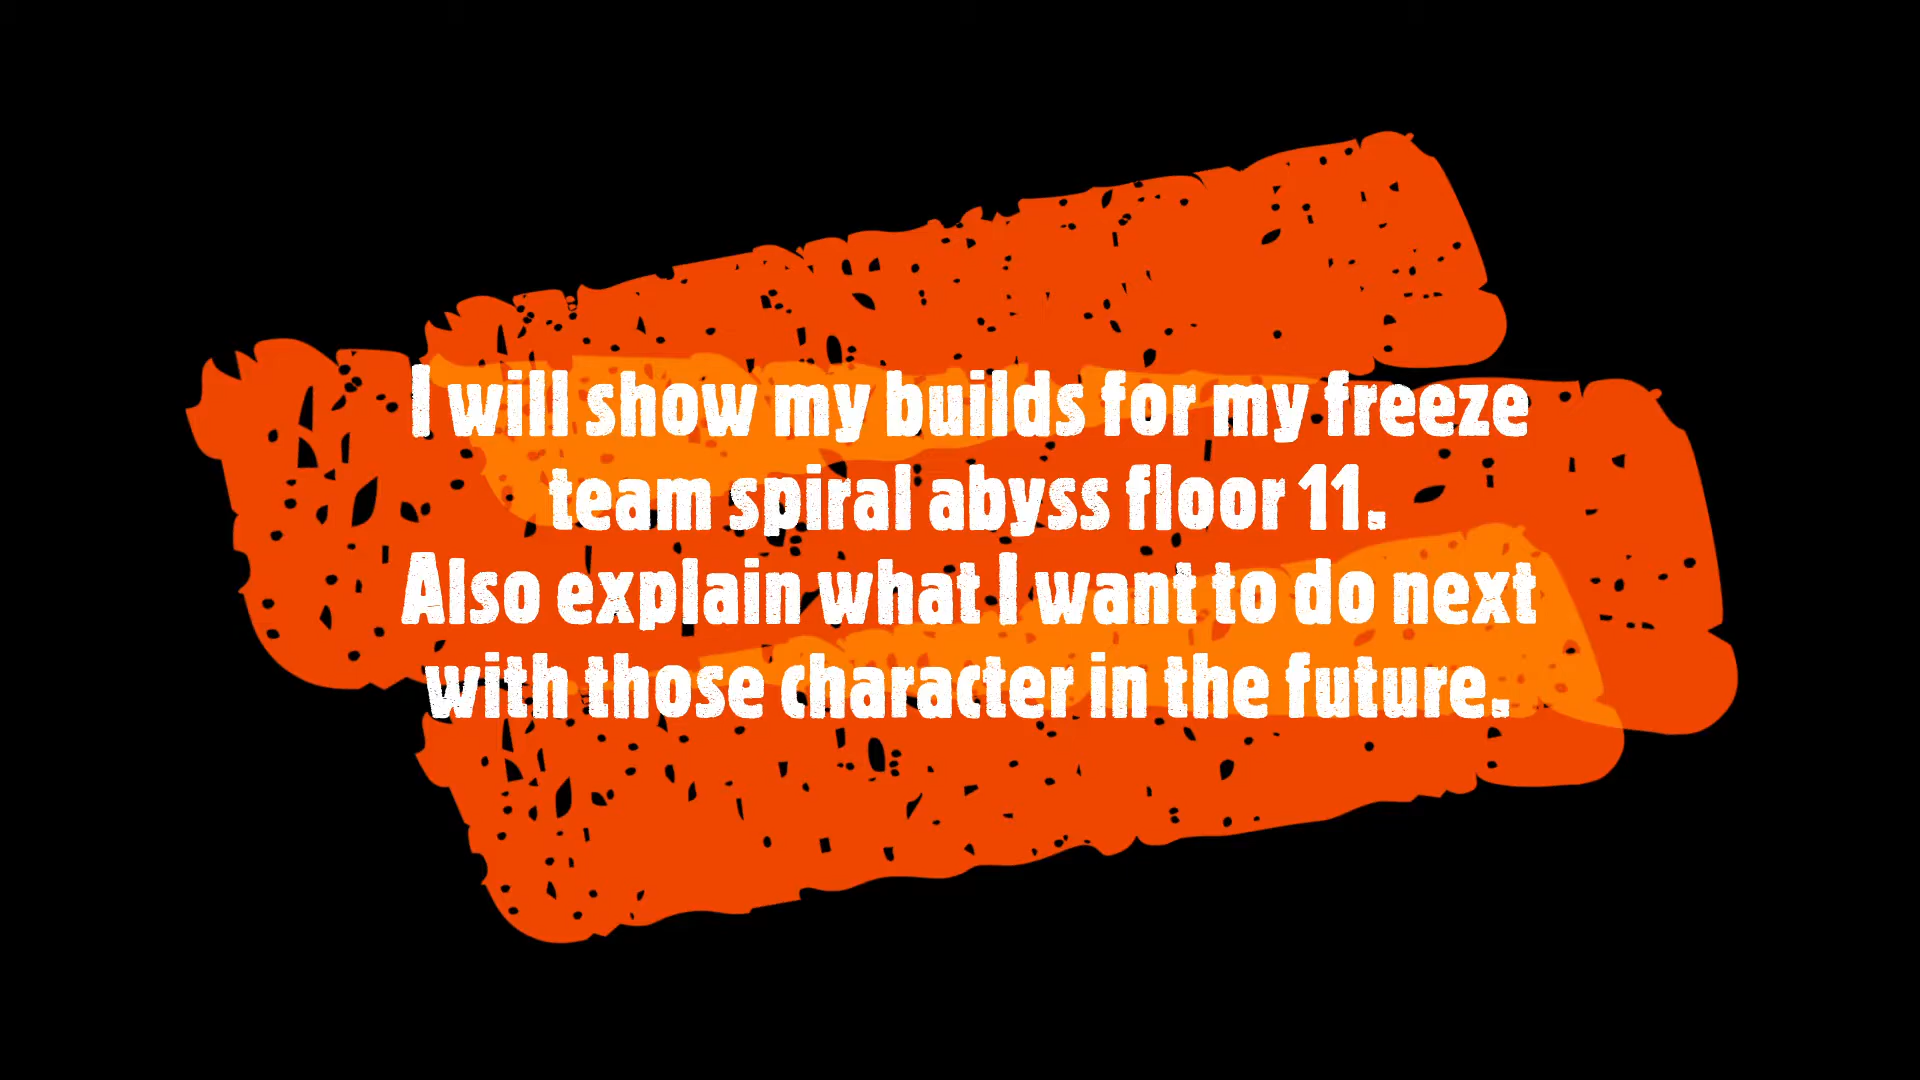 I will show my builds for my freeze
team spiral abyss floor 11.
Also explain what I want to do next
with those character in the future.